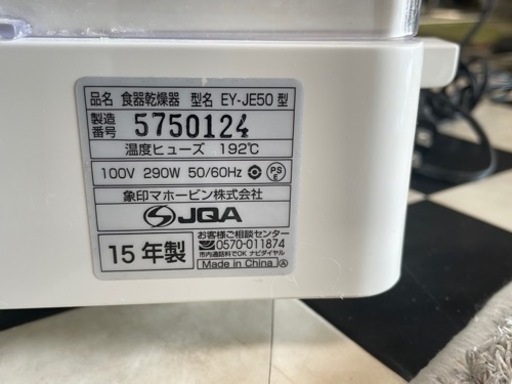 品名 食器乾燥器 型名 EY-JE50 型
製造番号 5750124
温度ヒューズ 192℃
100V 290W 50/60Hz PSE
象印マホービン株式会社
JQA
15年製
お客様ご相談センター
0570-011874
市内通話料でOK ナビダイヤル
Made in China Ⓐ